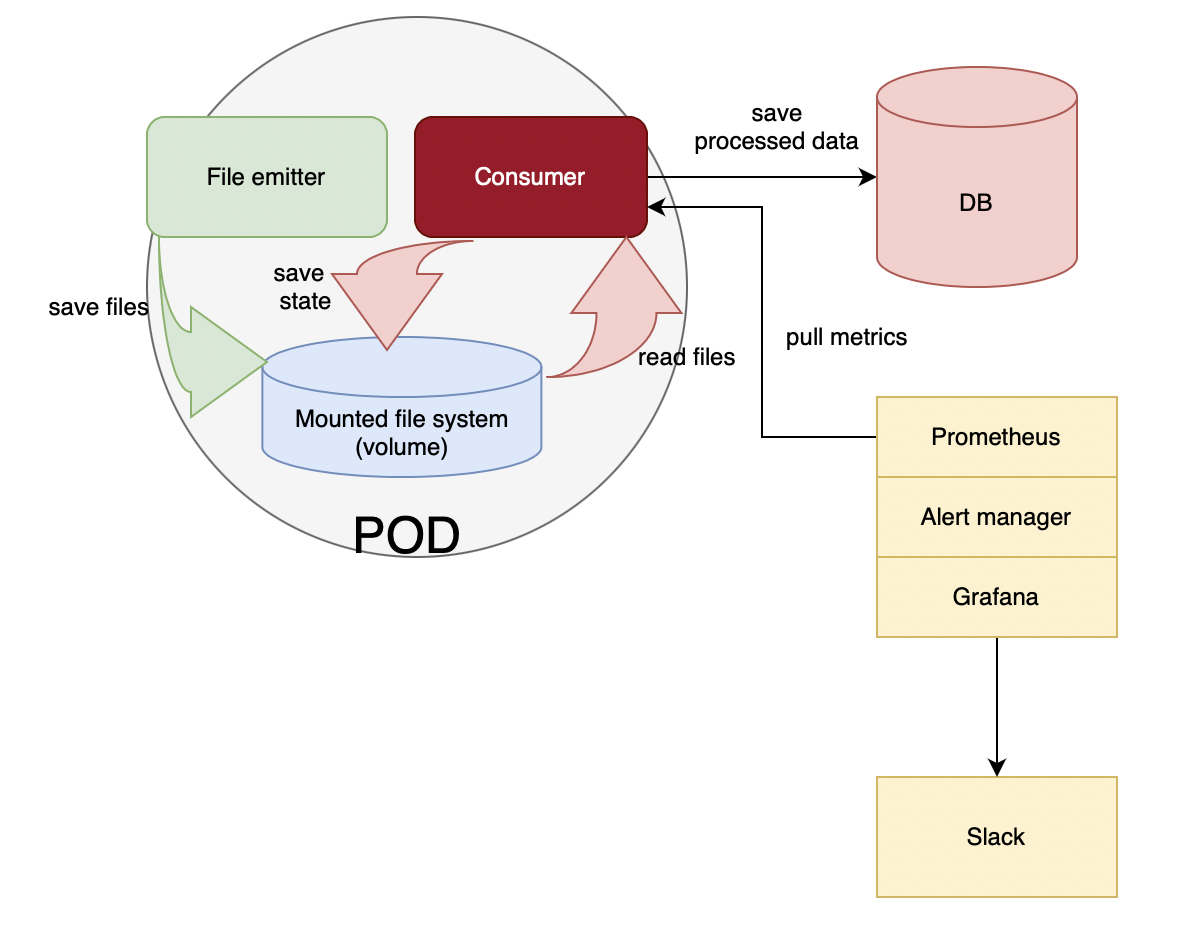 save
processed data
File emitter
Consumer
DB
save
state
save files
pull metrics
read files
Mounted file system
(volume)
Prometheus
POD
Alert manager
Grafana
Slack